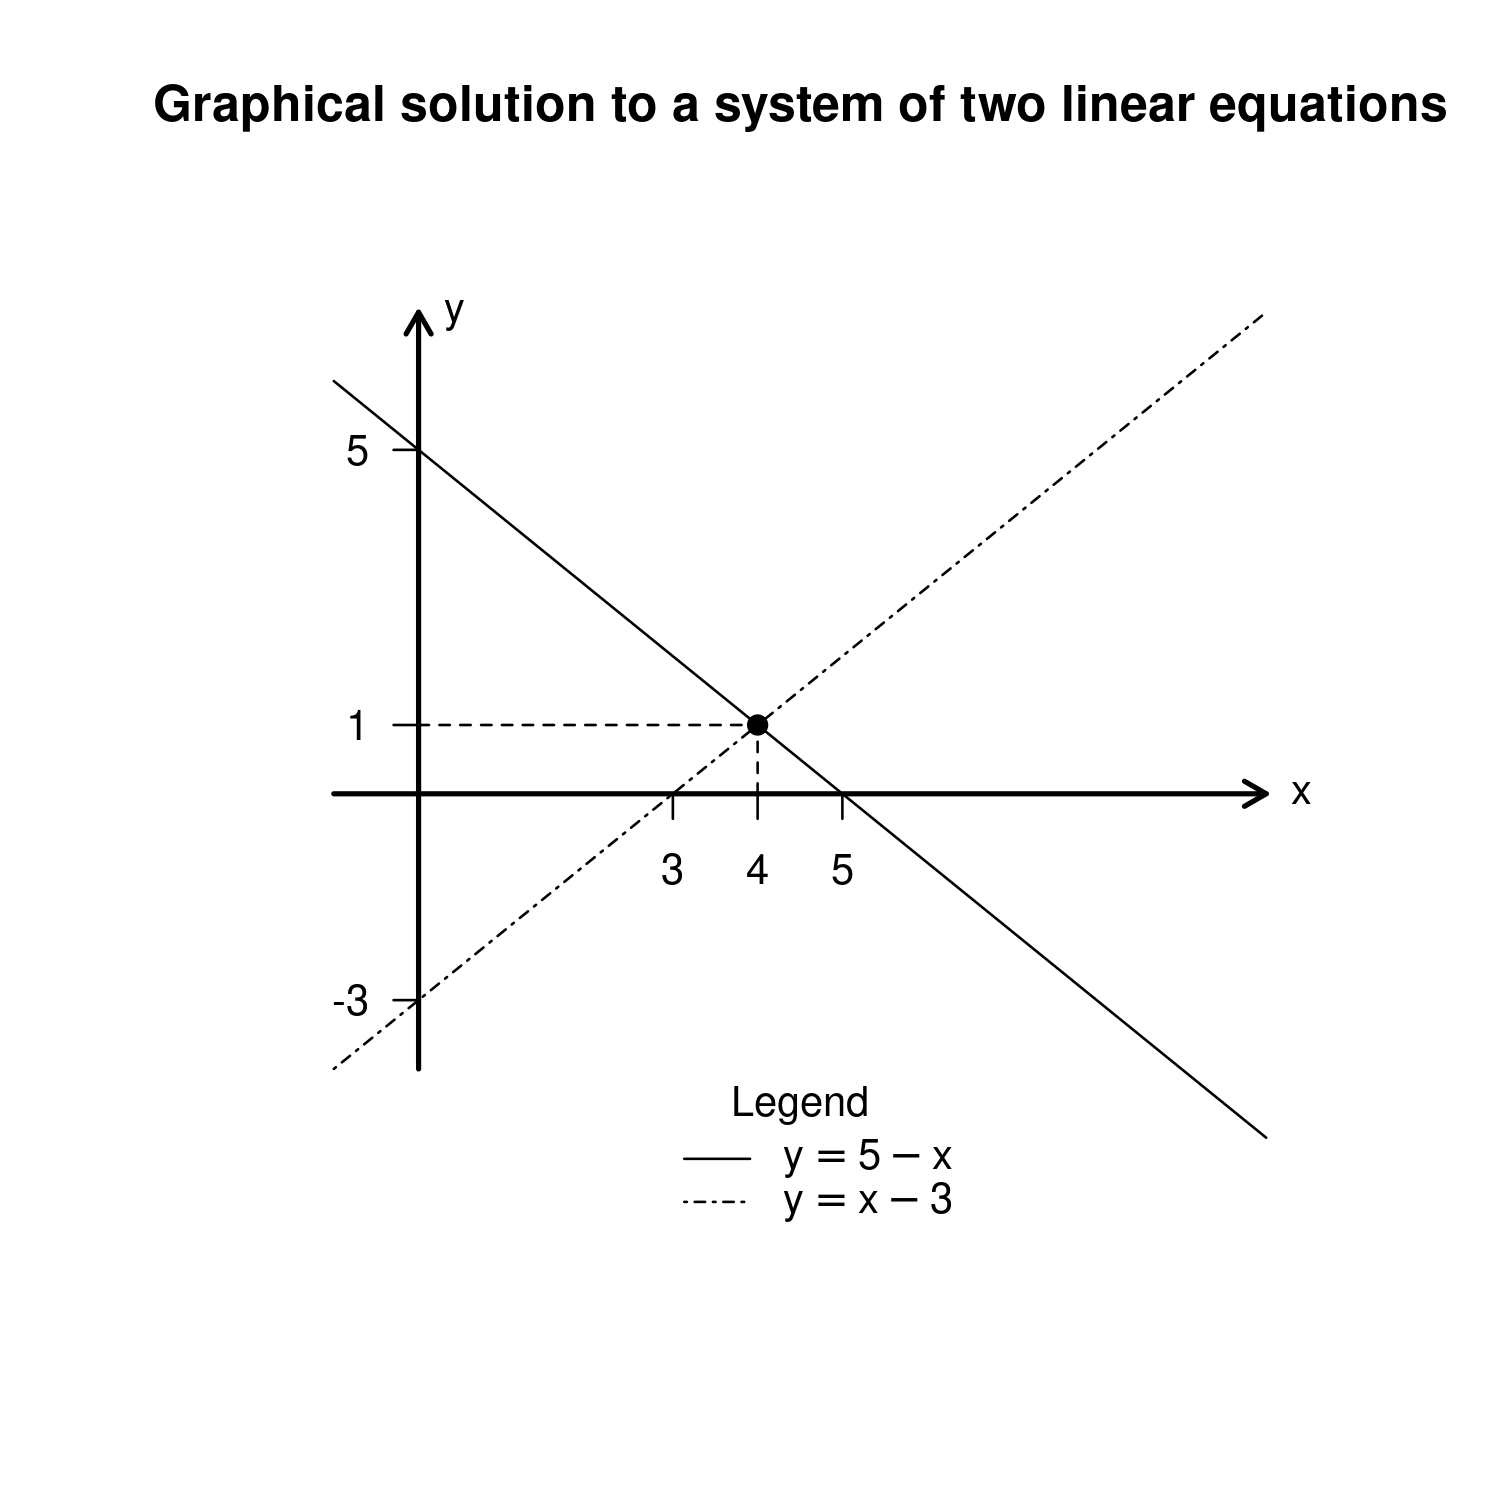 Graphical solution to a system of two linear equations
y
5
1
x
3 4 5
-3
Legend
y = 5 − x
y = x − 3